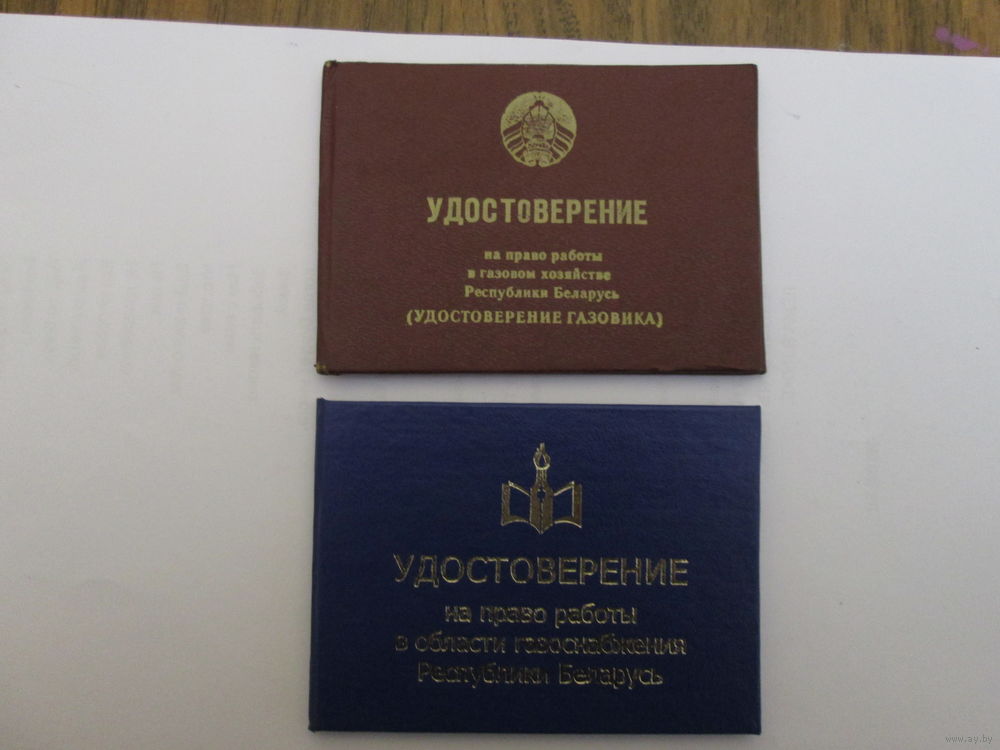 УДОСТОВЕРЕНИЕ
на право работы
в газовом хозяйстве
Республики Беларусь
(УДОСТОВЕРЕНИЕ ГАЗОВИКА)
УДОСТОВЕРЕНИЕ
на право работы
в области газоснабжения
Республики Беларусь
www.ay.by